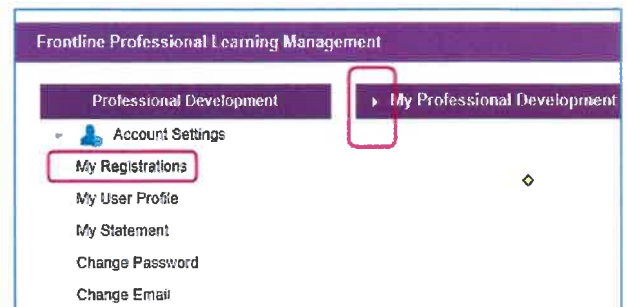 Frontline Professional Learning Management
Professional Development
My Professional Development
Account Settings
My Registrations
My User Profile
My Statement
Change Password
Change Email